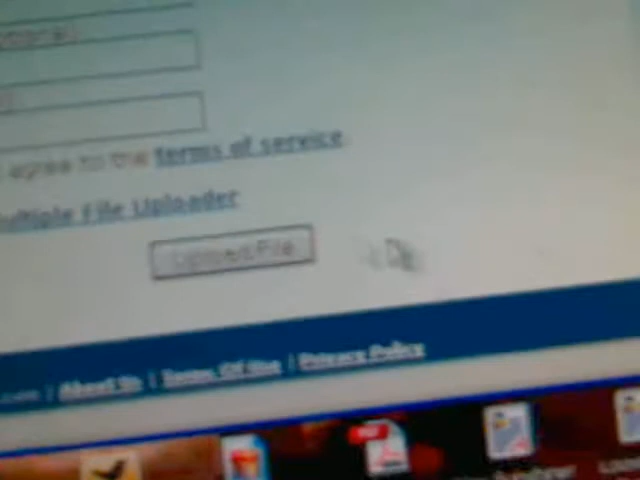 agree to the terms of service
Multiple File Uploader
Upload File
| About Us | Terms Of Use | Privacy Policy